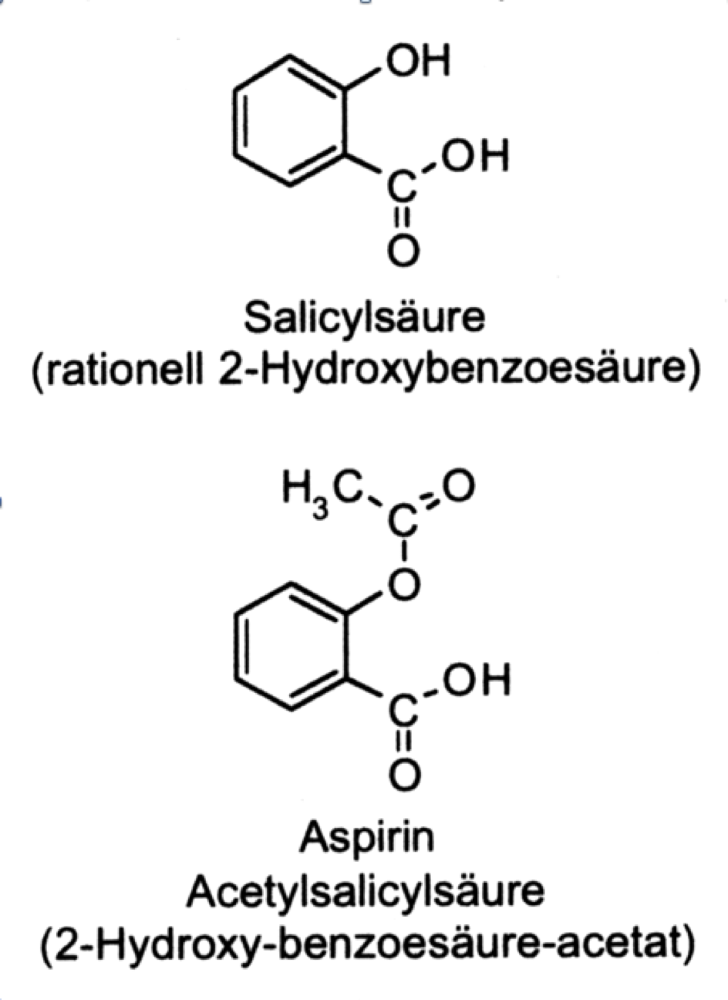 OH
OH
C
O
Salicylsäure
(rationell 2-Hydroxybenzoesäure)
H₃C
O
C
O
OH
C
O
Aspirin
Acetylsalicylsäure
(2-Hydroxy-benzoesäure-acetat)